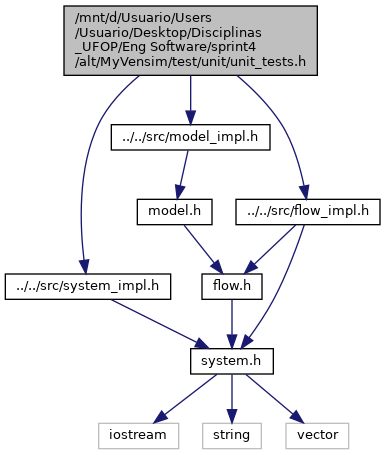 /mnt/d/Usuario/Users
/Usuario/Desktop/Disciplinas
_UFOP/Eng Software/sprint4
/alt/MyVensim/test/unit/unit_tests.h
../../src/model_impl.h
model.h
../../src/flow_impl.h
../../src/system_impl.h
flow.h
system.h
iostream
string
vector